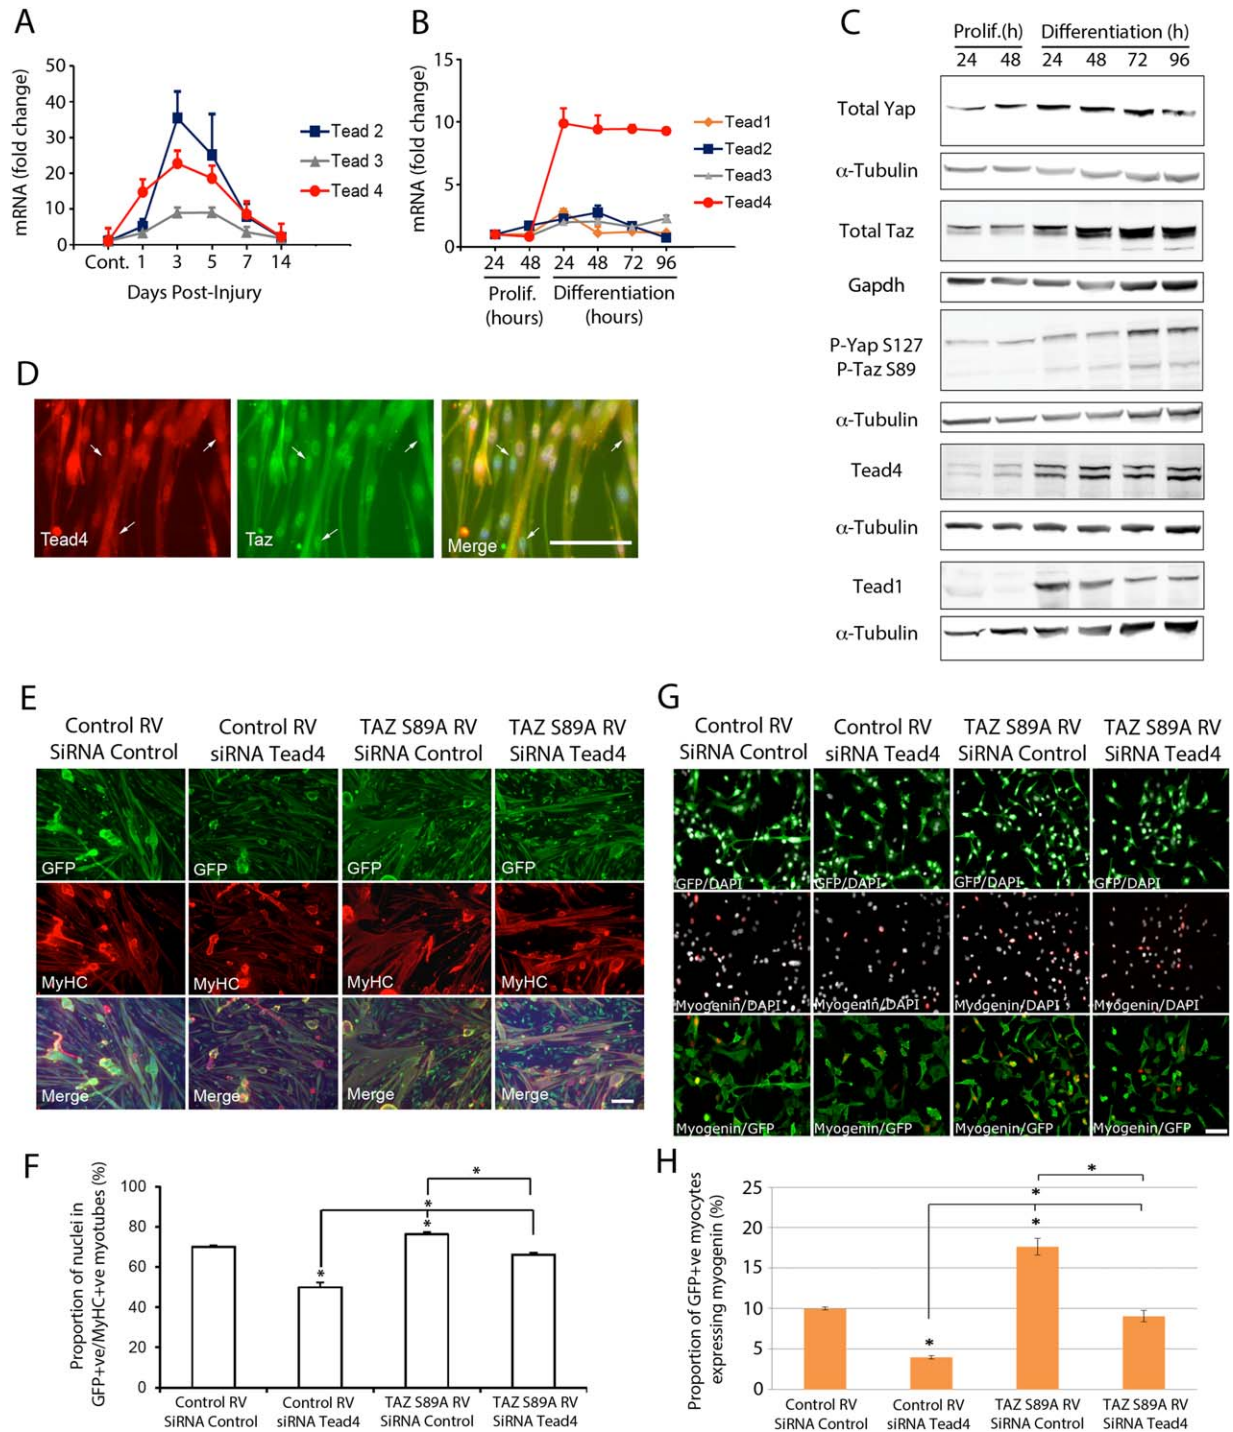 A
mRNA (fold change)
50
40
30
20
10
0
Cont. 1 3 5 7 14
Days Post-Injury
Tead 2
Tead 3
Tead 4
B
mRNA (fold change)
15
10
5
0
24 48 24 48 72 96
Prolif. Differentiation
(hours) (hours)
Tead1
Tead2
Tead3
Tead4
C
Prolif.(h) Differentiation (h)
24 48 24 48 72 96
Total Yap
α-Tubulin
Total Taz
Gapdh
P-Yap S127
P-Taz S89
α-Tubulin
Tead4
α-Tubulin
Tead1
α-Tubulin
D
Tead4 Taz Merge
E
Control RV Control RV TAZ S89A RV TAZ S89A RV
SiRNA Control siRNA Tead4 SiRNA Control SiRNA Tead4
GFP GFP GFP GFP
MyHC MyHC MyHC MyHC
Merge Merge Merge Merge
F
Proportion of nuclei in
GFP+ve/MyHC+ve myotubes (%)
100
80
60
40
20
0
* * * *
Control RV Control RV TAZ S89A RV TAZ S89A RV
SiRNA Control siRNA Tead4 SiRNA Control SiRNA Tead4
G
Control RV Control RV TAZ S89A RV TAZ S89A RV
SiRNA Control siRNA Tead4 SiRNA Control SiRNA Tead4
GFP/DAPI GFP/DAPI GFP/DAPI GFP/DAPI
Myogenin/DAPI Myogenin/DAPI Myogenin/DAPI Myogenin/DAPI
Myogenin/GFP Myogenin/GFP Myogenin/GFP Myogenin/GFP
H
Proportion of GFP+ve myocytes
expressing myogenin (%)
25
20
15
10
5
0
* * * *
Control RV Control RV TAZ S89A RV TAZ S89A RV
SiRNA Control siRNA Tead4 SiRNA Control SiRNA Tead4